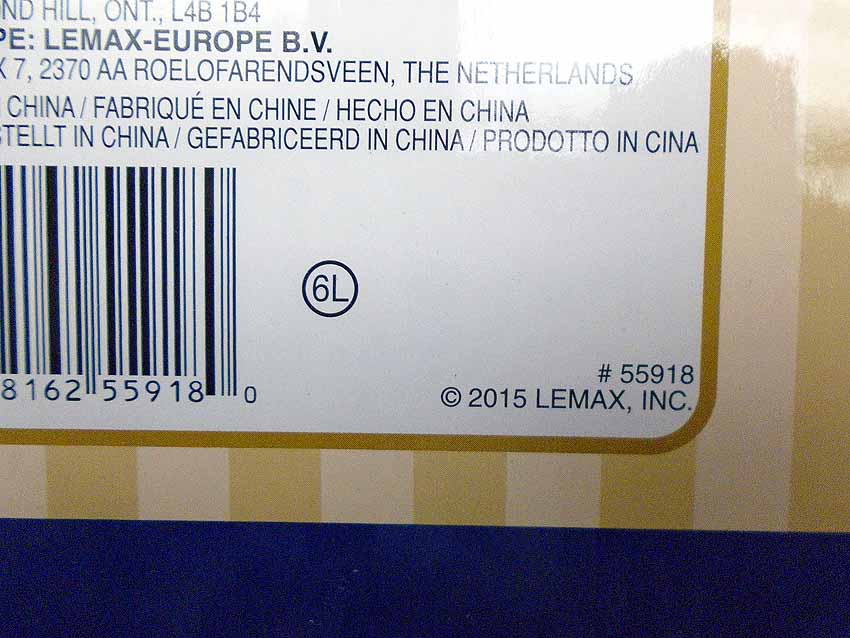 ND HILL, ONT., L4B 1B4
PE: LEMAX-EUROPE B.V.
X 7, 2370 AA ROELOFARENDSVEEN, THE NETHERLANDS
CHINA / FABRIQUÉ EN CHINE / HECHO EN CHINA
STELLT IN CHINA / GEFABRICEERD IN CHINA / PRODOTTO IN CINA
6L
8162 55918 0
# 55918
© 2015 LEMAX, INC.